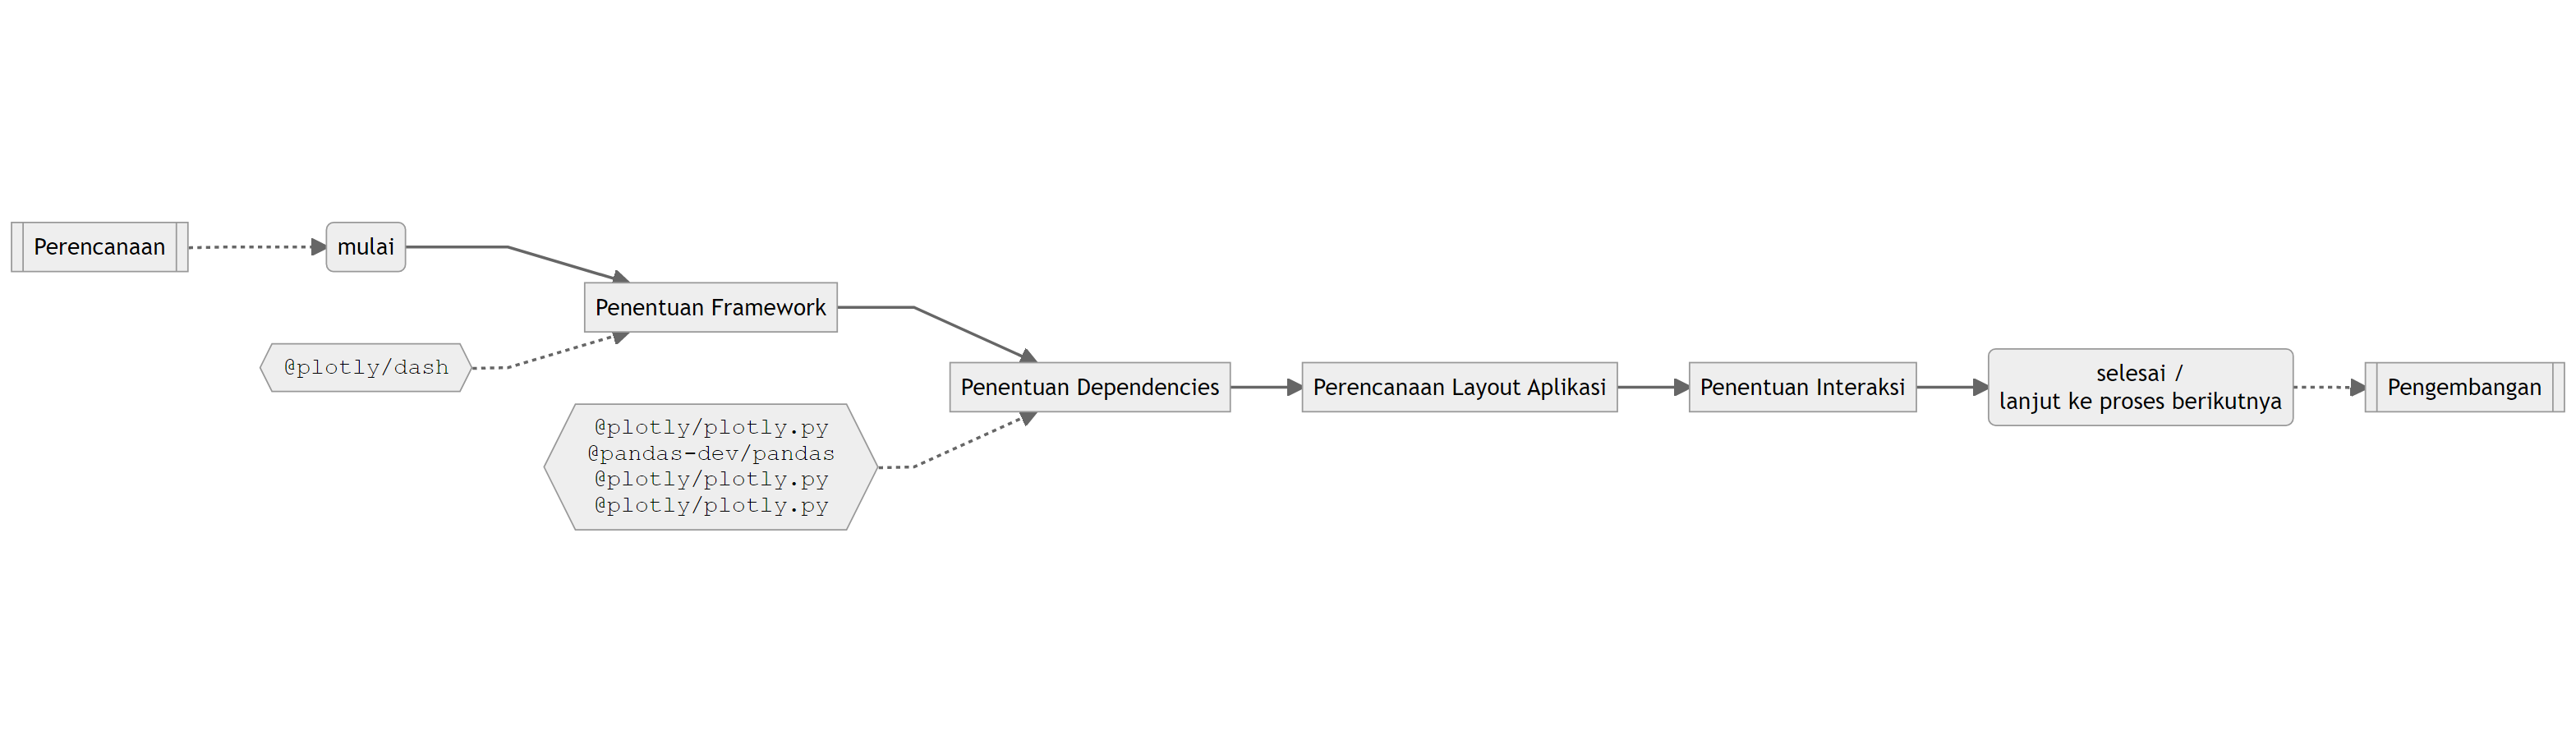 Perencanaan
mulai
Penentuan Framework
@plotly/dash
Penentuan Dependencies
@plotly/plotly.py
@pandas-dev/pandas
@plotly/plotly.py
@plotly/plotly.py
Perencanaan Layout Aplikasi
Penentuan Interaksi
selesai /
lanjut ke proses berikutnya
Pengembangan